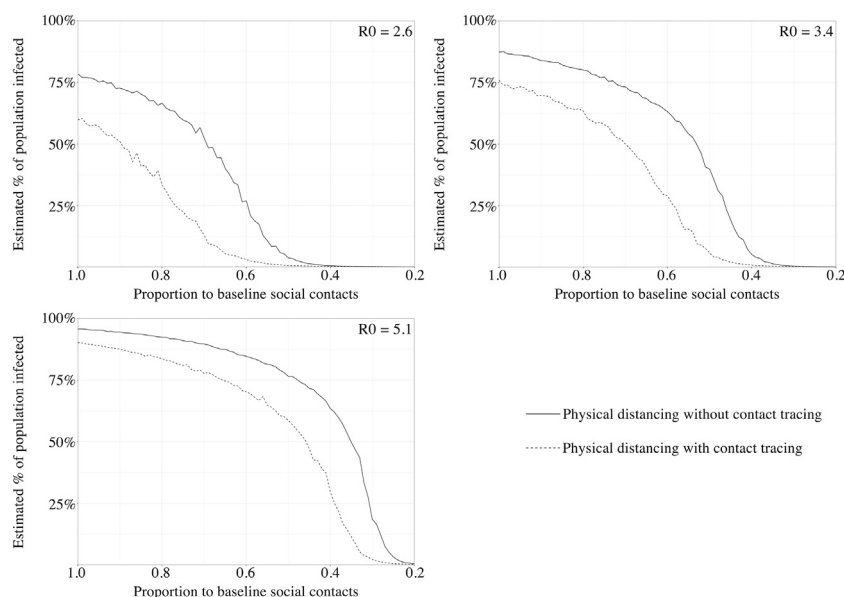 R0 = 2.6
Estimated % of population infected
100%
75%
50%
25%
1.0 0.8 0.6 0.4 0.2
Proportion to baseline social contacts
R0 = 3.4
Estimated % of population infected
100%
75%
50%
25%
1.0 0.8 0.6 0.4 0.2
Proportion to baseline social contacts
R0 = 5.1
Estimated % of population infected
100%
75%
50%
25%
1.0 0.8 0.6 0.4 0.2
Proportion to baseline social contacts
Physical distancing without contact tracing
Physical distancing with contact tracing